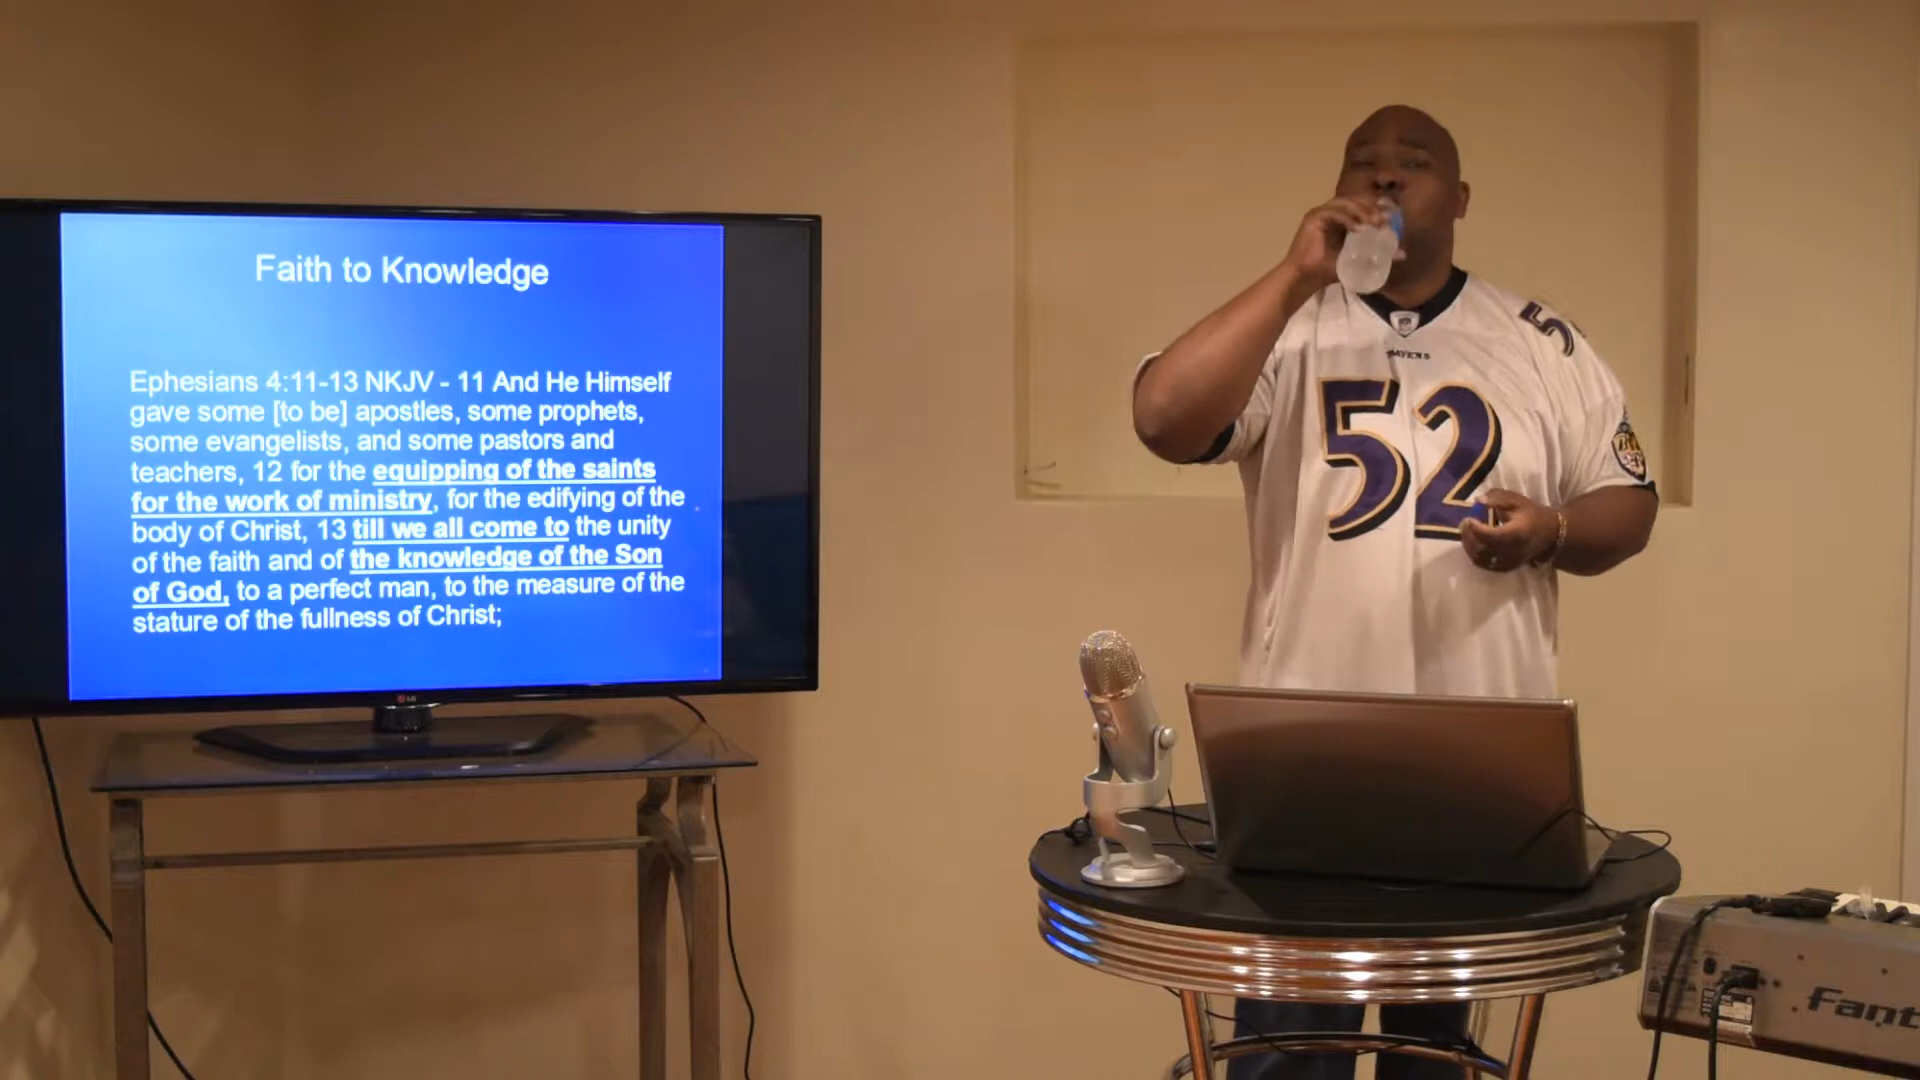 Faith to Knowledge
Ephesians 4:11-13 NKJV - 11 And He Himself
gave some [to be] apostles, some prophets,
some evangelists, and some pastors and
teachers, 12 for the equipping of the saints
for the work of ministry, for the edifying of the
body of Christ, 13 till we all come to the unity
of the faith and of the knowledge of the Son
of God, to a perfect man, to the measure of the
stature of the fullness of Christ;
LG
RAVENS
52
5
Fant